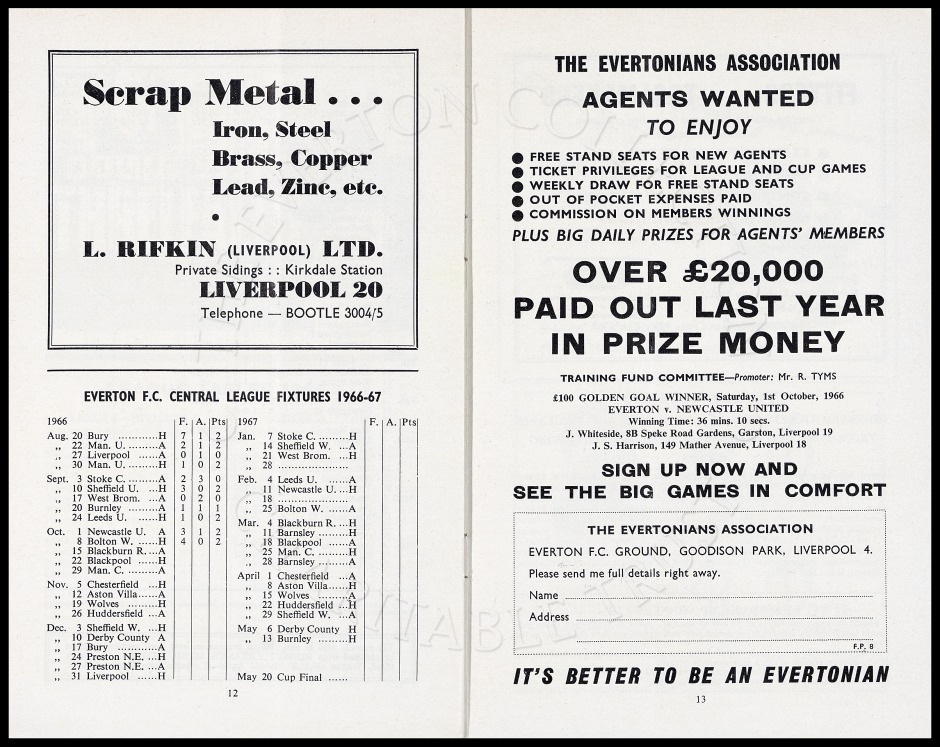 Scrap Metal . . .
Iron, Steel
Brass, Copper
Lead, Zinc, etc.
L. RIFKIN (LIVERPOOL) LTD.
Private Sidings : : Kirkdale Station
LIVERPOOL 20
Telephone — BOOTLE 3004/5
EVERTON F.C. CENTRAL LEAGUE FIXTURES 1966-67
1966 F. A. Pts
Aug. 20 Bury ...........H 7 1 2
,, 22 Man. U. .........A 2 1 2
,, 27 Liverpool ......A 0 1 0
,, 30 Man. U. .........H 1 0 2
Sept. 3 Stoke C. .........A 2 3 0
,, 10 Sheffield U. ...H 3 0 2
,, 17 West Brom. ...A 0 2 0
,, 20 Burnley .........A 1 1 1
,, 24 Leeds U. ......H 1 0 2
Oct. 1 Newcastle U. A 3 1 2
,, 8 Bolton W. ......H 4 0 2
,, 15 Blackburn R....A
,, 22 Blackpool ......H
,, 29 Man. C. .........A
Nov. 5 Chesterfield ...H
,, 12 Aston Villa......A
,, 19 Wolves .........H
,, 26 Huddersfield ...A
Dec. 3 Sheffield W. ...H
,, 10 Derby County A
,, 17 Bury ............A
,, 24 Preston N.E. ...H
,, 27 Preston N.E. ...A
,, 31 Liverpool ......H
1967 F. A. Pts
Jan. 7 Stoke C. .........H
,, 14 Sheffield W. ...A
,, 21 West Brom. ...H
,, 28 .....................
Feb. 4 Leeds U. ......A
,, 11 Newcastle U. ...H
,, 18 .....................
,, 25 Bolton W. ......A
Mar. 4 Blackburn R. ...H
,, 11 Barnsley .........H
,, 18 Blackpool ......A
,, 25 Man. C. .........H
,, 28 Barnsley .........A
April 1 Chesterfield ...A
,, 8 Aston Villa......H
,, 15 Wolves .........A
,, 22 Huddersfield ...H
,, 29 Sheffield W. ...A
May 6 Derby County H
,, 13 Burnley .........H
May 20 Cup Final ......
12
THE EVERTONIANS ASSOCIATION
AGENTS WANTED
TO ENJOY
● FREE STAND SEATS FOR NEW AGENTS
● TICKET PRIVILEGES FOR LEAGUE AND CUP GAMES
● WEEKLY DRAW FOR FREE STAND SEATS
● OUT OF POCKET EXPENSES PAID
● COMMISSION ON MEMBERS WINNINGS
PLUS BIG DAILY PRIZES FOR AGENTS' MEMBERS
OVER £20,000
PAID OUT LAST YEAR
IN PRIZE MONEY
TRAINING FUND COMMITTEE—Promoter: Mr. R. TYMS
£100 GOLDEN GOAL WINNER, Saturday, 1st October, 1966
EVERTON v. NEWCASTLE UNITED
Winning Time: 36 mins. 10 secs.
J. Whiteside, 8B Speke Road Gardens, Garston, Liverpool 19
J. S. Harrison, 149 Mather Avenue, Liverpool 18
SIGN UP NOW AND
SEE THE BIG GAMES IN COMFORT
THE EVERTONIANS ASSOCIATION
EVERTON F.C. GROUND, GOODISON PARK, LIVERPOOL 4.
Please send me full details right away.
Name
Address
F.P. 8
IT'S BETTER TO BE AN EVERTONIAN
13